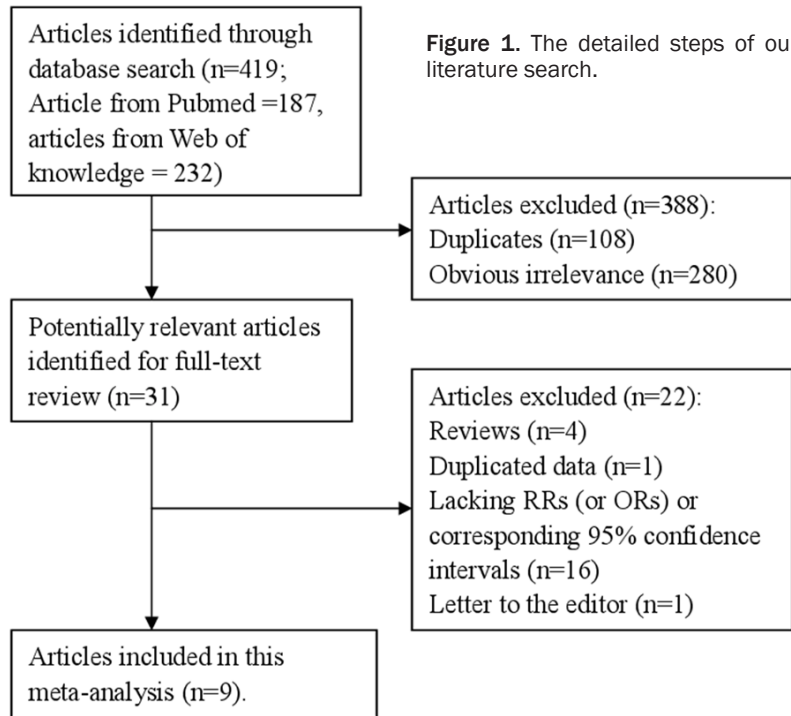 Articles identified through
database search (n=419;
Article from Pubmed =187,
articles from Web of
knowledge = 232)
Figure 1. The detailed steps of ou
literature search.
Articles excluded (n=388):
Duplicates (n=108)
Obvious irrelevance (n=280)
Potentially relevant articles
identified for full-text
review (n=31)
Articles excluded (n=22):
Reviews (n=4)
Duplicated data (n=1)
Lacking RRs (or ORs) or
corresponding 95% confidence
intervals (n=16)
Letter to the editor (n=1)
Articles included in this
meta-analysis (n=9).